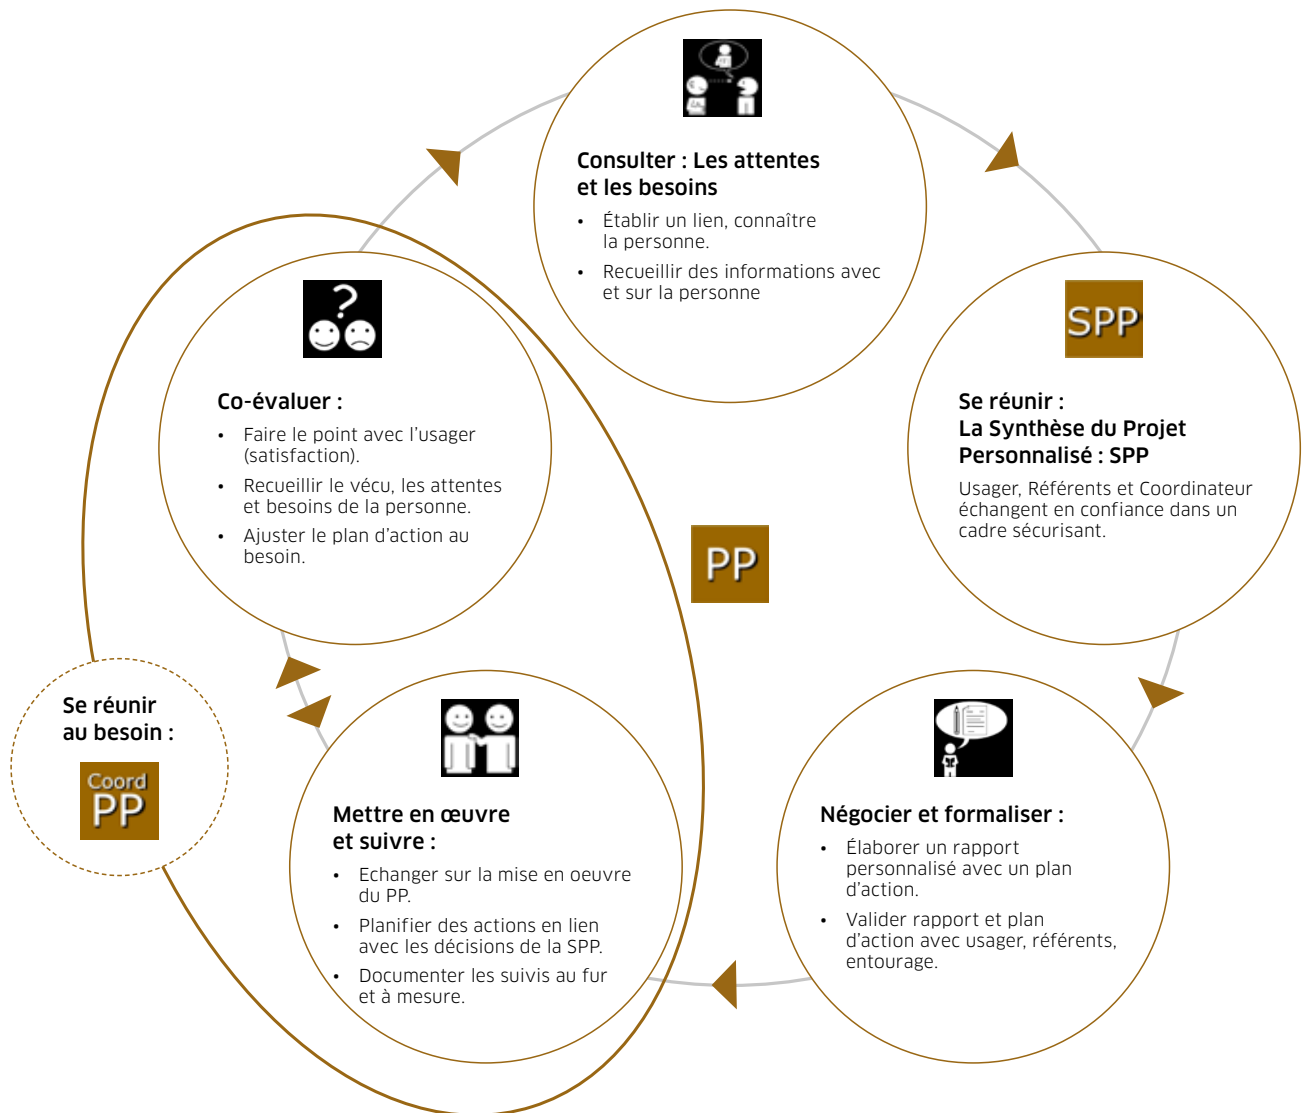 Consulter : Les attentes
et les besoins
• Établir un lien, connaître
la personne.
• Recueillir des informations avec
et sur la personne
SPP
Se réunir :
La Synthèse du Projet
Personnalisé : SPP
Usager, Référents et Coordinateur
échangent en confiance dans un
cadre sécurisant.
Négocier et formaliser :
• Élaborer un rapport
personnalisé avec un plan
d'action.
• Valider rapport et plan
d'action avec usager, référents,
entourage.
Mettre en œuvre
et suivre :
• Echanger sur la mise en oeuvre
du PP.
• Planifier des actions en lien
avec les décisions de la SPP.
• Documenter les suivis au fur
et à mesure.
?
Co-évaluer :
• Faire le point avec l'usager
(satisfaction).
• Recueillir le vécu, les attentes
et besoins de la personne.
• Ajuster le plan d'action au
besoin.
Se réunir
au besoin :
Coord
PP
PP